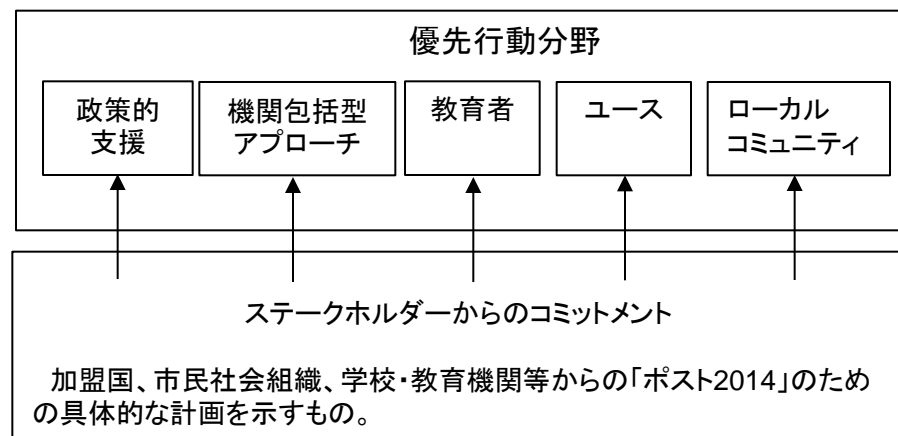 優先行動分野
政策的
支援
機関包括型
アプローチ
教育者
ユース
ローカル
コミュニティ
ステークホルダーからのコミットメント
加盟国、市民社会組織、学校・教育機関等からの「ポスト2014」のため
の具体的な計画を示すもの。